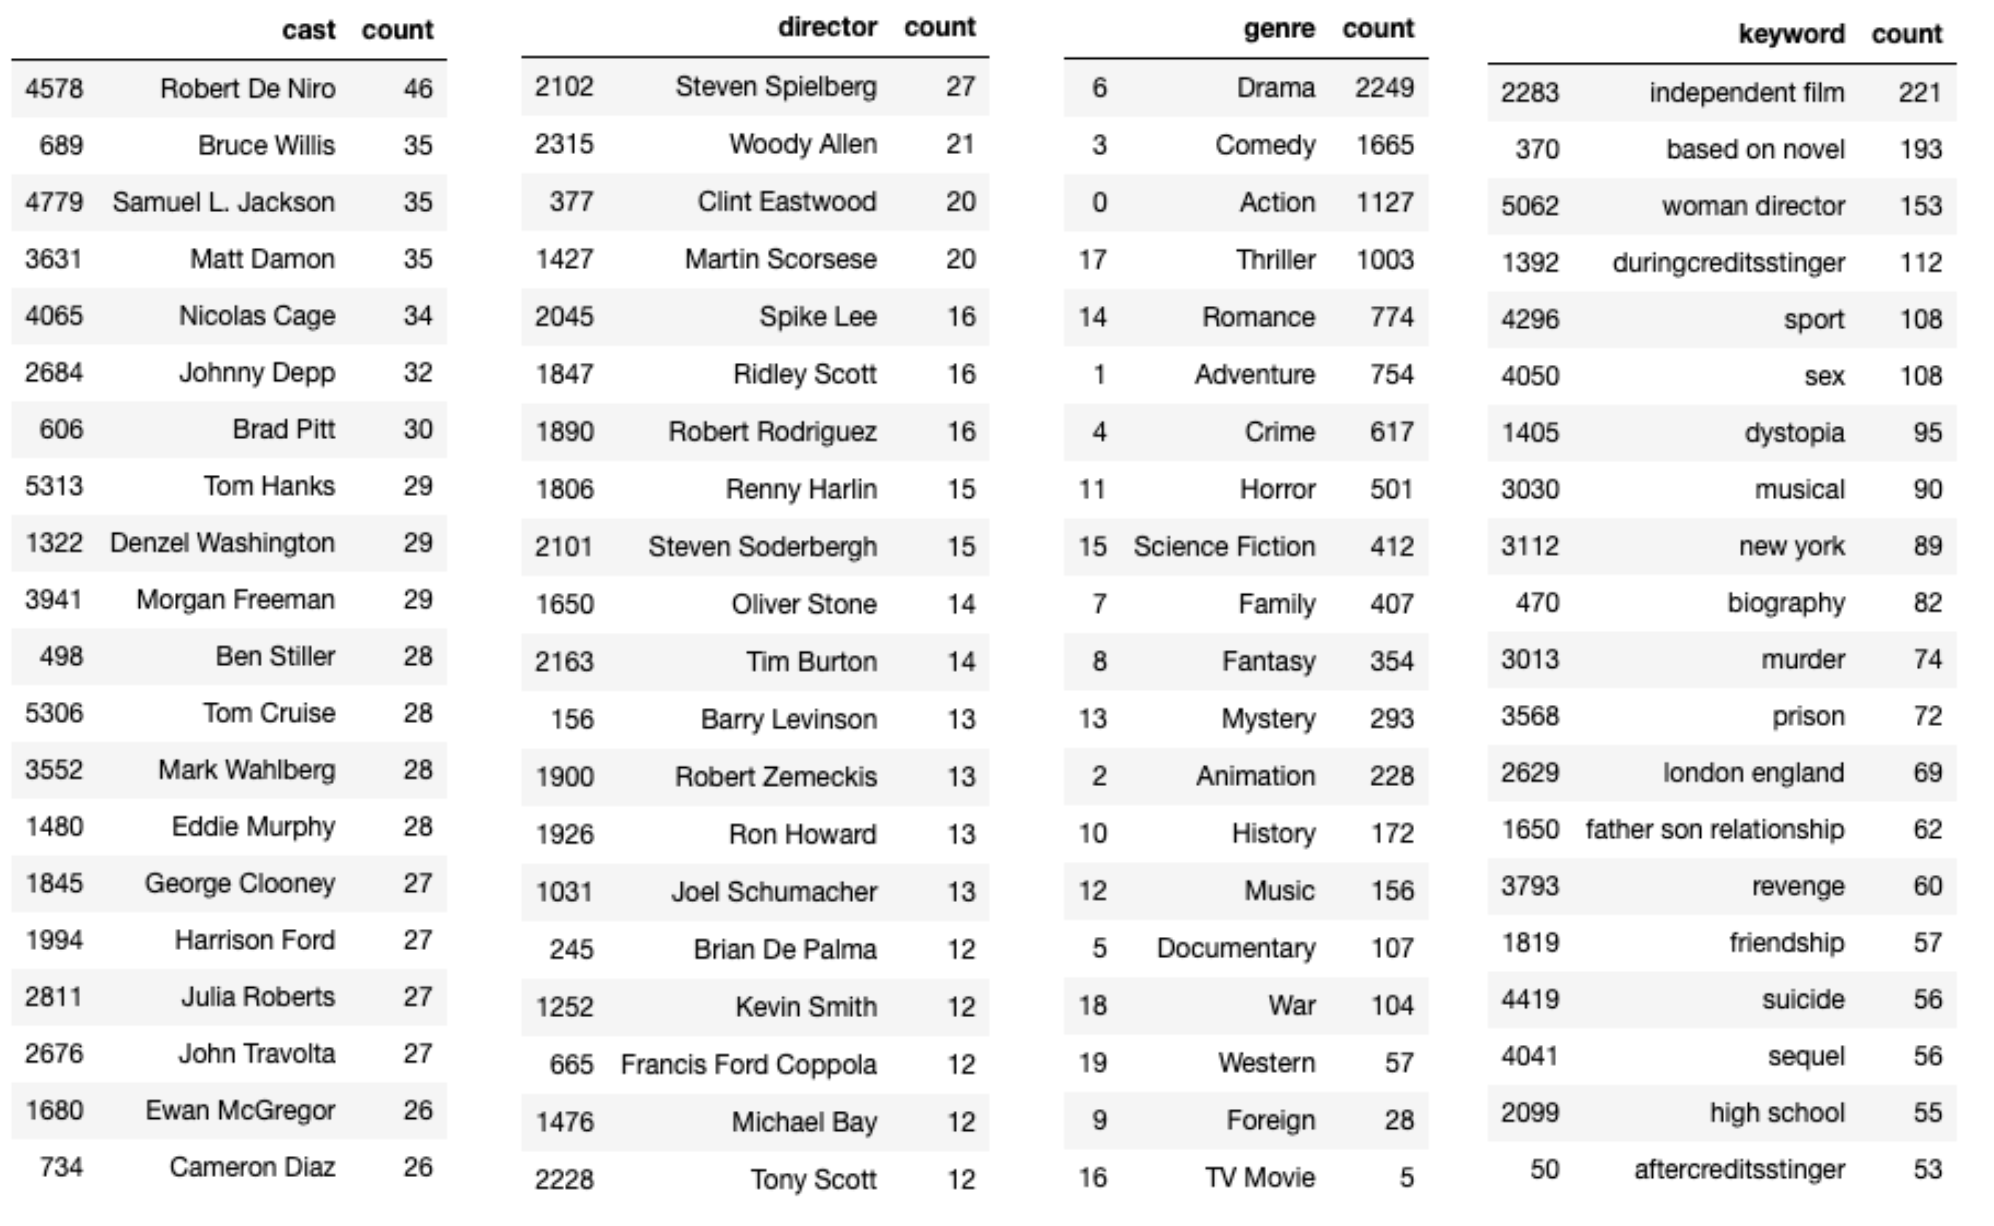 cast count
4578 Robert De Niro 46
689 Bruce Willis 35
4779 Samuel L. Jackson 35
3631 Matt Damon 35
4065 Nicolas Cage 34
2684 Johnny Depp 32
606 Brad Pitt 30
5313 Tom Hanks 29
1322 Denzel Washington 29
3941 Morgan Freeman 29
498 Ben Stiller 28
5306 Tom Cruise 28
3552 Mark Wahlberg 28
1480 Eddie Murphy 28
1845 George Clooney 27
1994 Harrison Ford 27
2811 Julia Roberts 27
2676 John Travolta 27
1680 Ewan McGregor 26
734 Cameron Diaz 26
director count
2102 Steven Spielberg 27
2315 Woody Allen 21
377 Clint Eastwood 20
1427 Martin Scorsese 20
2045 Spike Lee 16
1847 Ridley Scott 16
1890 Robert Rodriguez 16
1806 Renny Harlin 15
2101 Steven Soderbergh 15
1650 Oliver Stone 14
2163 Tim Burton 14
156 Barry Levinson 13
1900 Robert Zemeckis 13
1926 Ron Howard 13
1031 Joel Schumacher 13
245 Brian De Palma 12
1252 Kevin Smith 12
665 Francis Ford Coppola 12
1476 Michael Bay 12
2228 Tony Scott 12
genre count
6 Drama 2249
3 Comedy 1665
0 Action 1127
17 Thriller 1003
14 Romance 774
1 Adventure 754
4 Crime 617
11 Horror 501
15 Science Fiction 412
7 Family 407
8 Fantasy 354
13 Mystery 293
2 Animation 228
10 History 172
12 Music 156
5 Documentary 107
18 War 104
19 Western 57
9 Foreign 28
16 TV Movie 5
keyword count
2283 independent film 221
370 based on novel 193
5062 woman director 153
1392 duringcreditsstinger 112
4296 sport 108
4050 sex 108
1405 dystopia 95
3030 musical 90
3112 new york 89
470 biography 82
3013 murder 74
3568 prison 72
2629 london england 69
1650 father son relationship 62
3793 revenge 60
1819 friendship 57
4419 suicide 56
4041 sequel 56
2099 high school 55
50 aftercreditsstinger 53